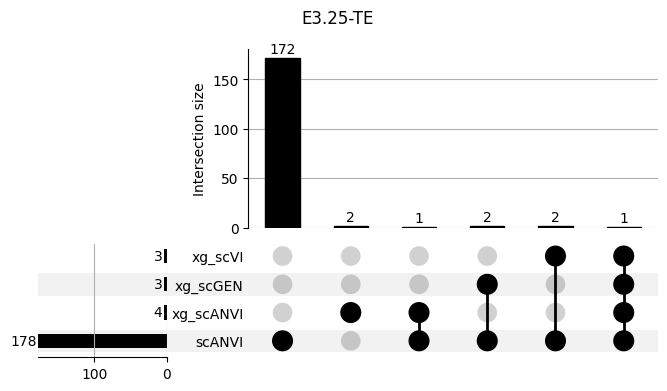 E3.25-TE
172
150
100
50
0
Intersection size
2
1
2
2
1
3 xg_scVI
3 xg_scGEN
4 xg_scANVI
178 scANVI
100 0